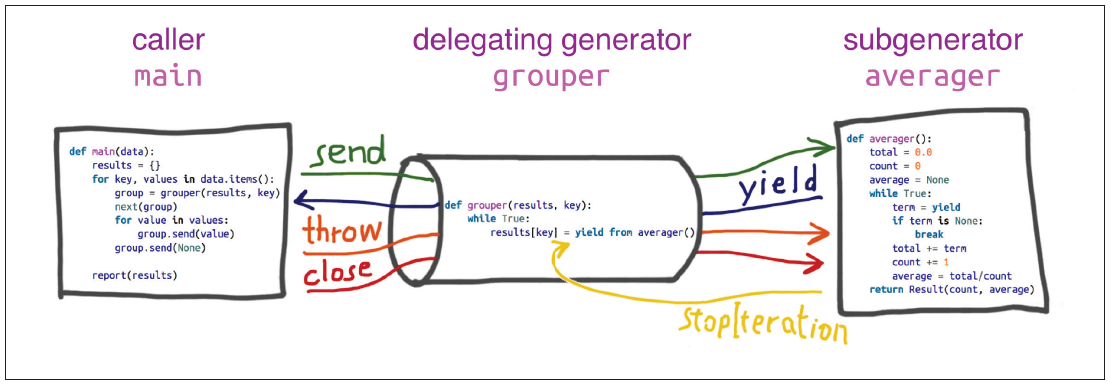 caller
main
delegating generator
grouper
subgenerator
averager
def main(data):
    results = {}
    for key, values in data.items():
        group = grouper(results, key)
        next(group)
        for value in values:
            group.send(value)
        group.send(None)

    report(results)
send
throw
close
def grouper(results, key):
    while True:
        results[key] = yield from averager()
yield
stopIteration
def averager():
    total = 0.0
    count = 0
    average = None
    while True:
        term = yield
        if term is None:
            break
        total += term
        count += 1
        average = total/count
    return Result(count, average)